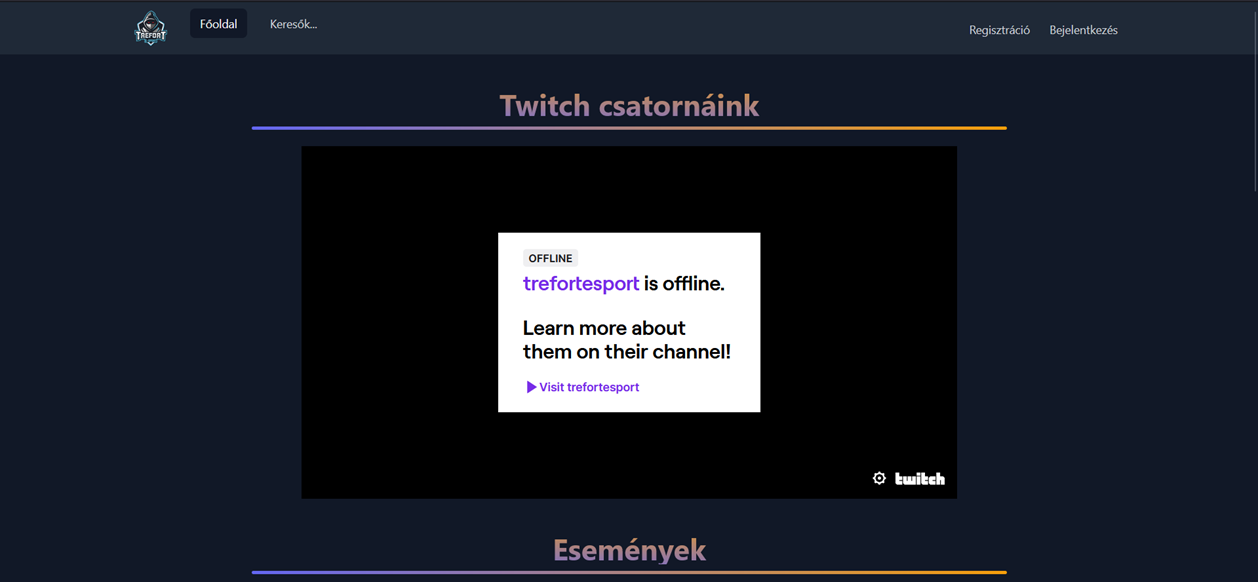 TREFORT
Főoldal
Keresők...
Regisztráció
Bejelentkezés
Twitch csatornáink
OFFLINE
trefortesport is offline.
Learn more about
them on their channel!
Visit trefortesport
twitch
Események